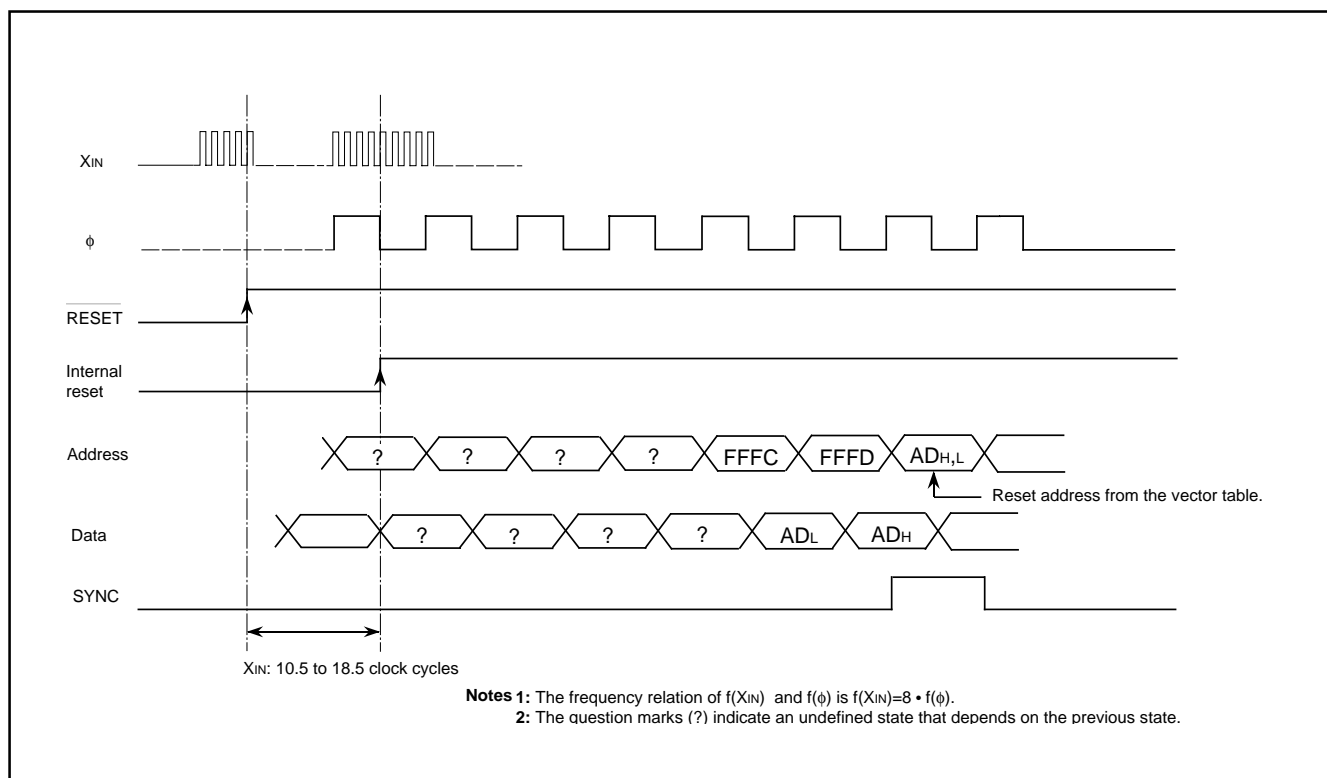 XIN
ϕ
RESET
Internal
reset
Address
? ? ? ? FFFC FFFD ADH,L
Reset address from the vector table.
Data
? ? ? ? ADL ADH
SYNC
XIN: 10.5 to 18.5 clock cycles
Notes 1: The frequency relation of f(XIN) and f(ϕ) is f(XIN)=8 • f(ϕ).
2: The question marks (?) indicate an undefined state that depends on the previous state.